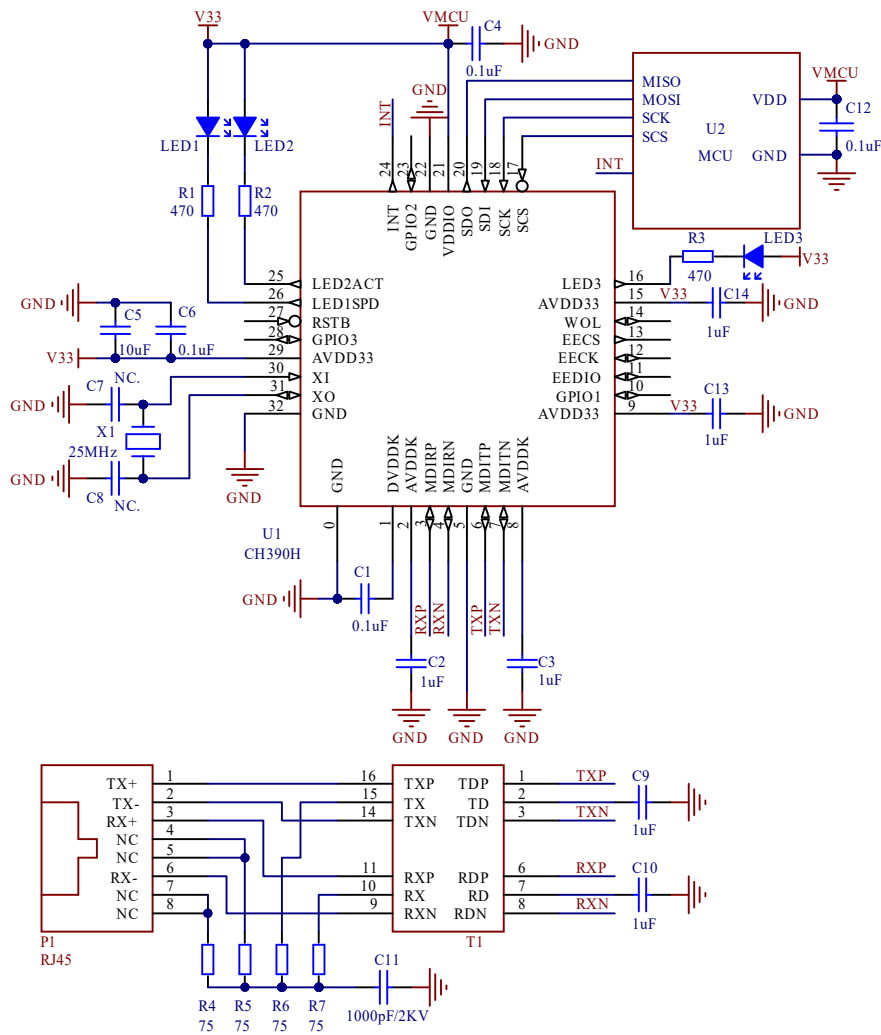 V33
VMCU
C4
GND
0.1uF
GND
INT
LED1
LED2
R1
470
R2
470
MISO
MOSI
SCK
SCS
U2
MCU
VDD
GND
INT
VMCU
C12
0.1uF
24
23
22
21
20
19
18
17
INT
GPIO2
GND
VDDIO
SDO
SDI
SCK
SCS
25 LED2ACT
26 LED1SPD
27 RSTB
28 GPIO3
29 AVDD33
30 XI
31 XO
32 GND
LED3 16
AVDD33 15
WOL 14
EECS 13
EECK 12
EEDIO 11
GPIO1 10
AVDD33 9
R3
470
LED3
V33
V33
C14
1uF
GND
V33
C13
1uF
GND
GND
C5
10uF
C6
0.1uF
V33
GND
C7
NC.
X1
25MHz
GND
C8
NC.
GND
GND
DVDDK
AVDDK
MDIRP
MDIRN
GND
MDITP
MDITN
AVDDK
0
1
2
3
4
5
6
7
8
U1
CH390H
GND
C1
0.1uF
RXP
RXN
TXP
TXN
C2
1uF
C3
1uF
GND
GND
GND
TX+ 1
TX- 2
RX+ 3
NC 4
NC 5
RX- 6
NC 7
NC 8
P1
RJ45
16 TXP
15 TX
14 TXN
11 RXP
10 RX
9 RXN
TDP 1 TXP
TD 2
TDN 3 TXN
RDP 6 RXP
RD 7
RDN 8 RXN
T1
C9
1uF
C10
1uF
R4
75
R5
75
R6
75
R7
75
C11
1000pF/2KV